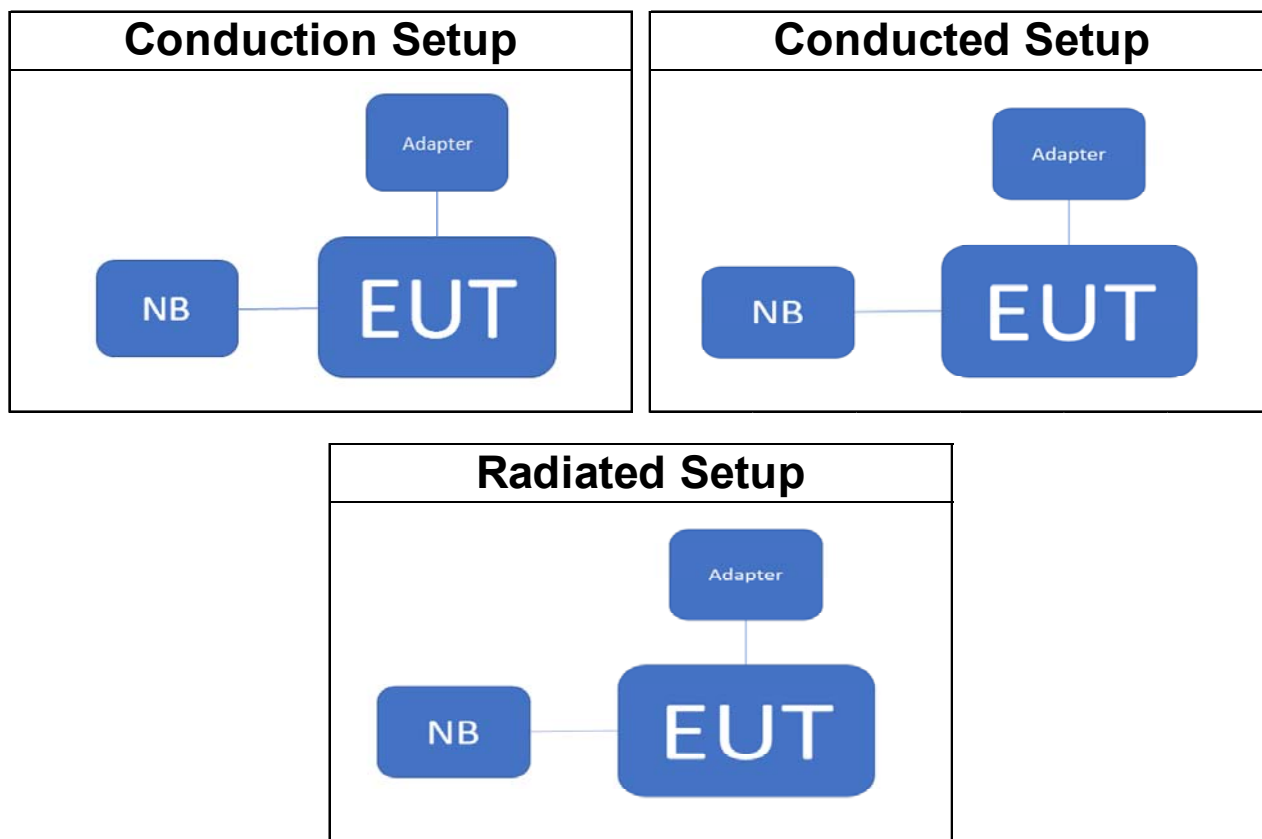 Conduction Setup
Adapter
NB
EUT
Conducted Setup
Adapter
NB
EUT
Radiated Setup
Adapter
NB
EUT